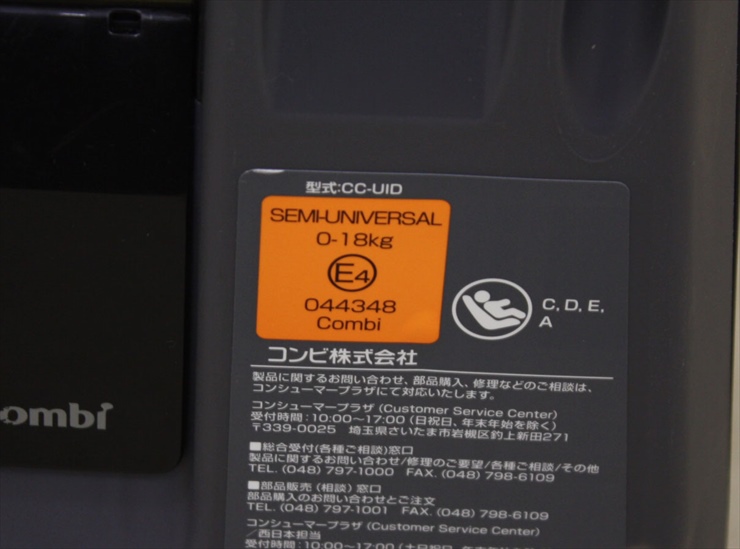 型式:CC-UID
SEMI-UNIVERSAL
0-18kg
E4
044348
Combi
C, D, E,
A
コンビ株式会社
製品に関するお問い合わせ、部品購入、修理などのご相談は、
コンシューマープラザにて対応いたします。
コンシューマープラザ (Customer Service Center)
受付時間:10:00〜17:00 (日祝日、年末年始を除く)
〒339-0025 埼玉県さいたま市岩槻区釣上新田271
■総合受付(各種ご相談)窓口
製品に関するお問い合わせ/修理のご要望/各種ご相談/その他
TEL. (048) 797-1000 FAX. (048) 798-6109
■部品販売 (相談) 窓口
部品購入のお問い合わせとご注文
TEL. (048) 797-1001 FAX. (048) 798-6109
コンシューマープラザ (Customer Service Center)
/西日本担当
受付時間:10:00〜17:00
ombi